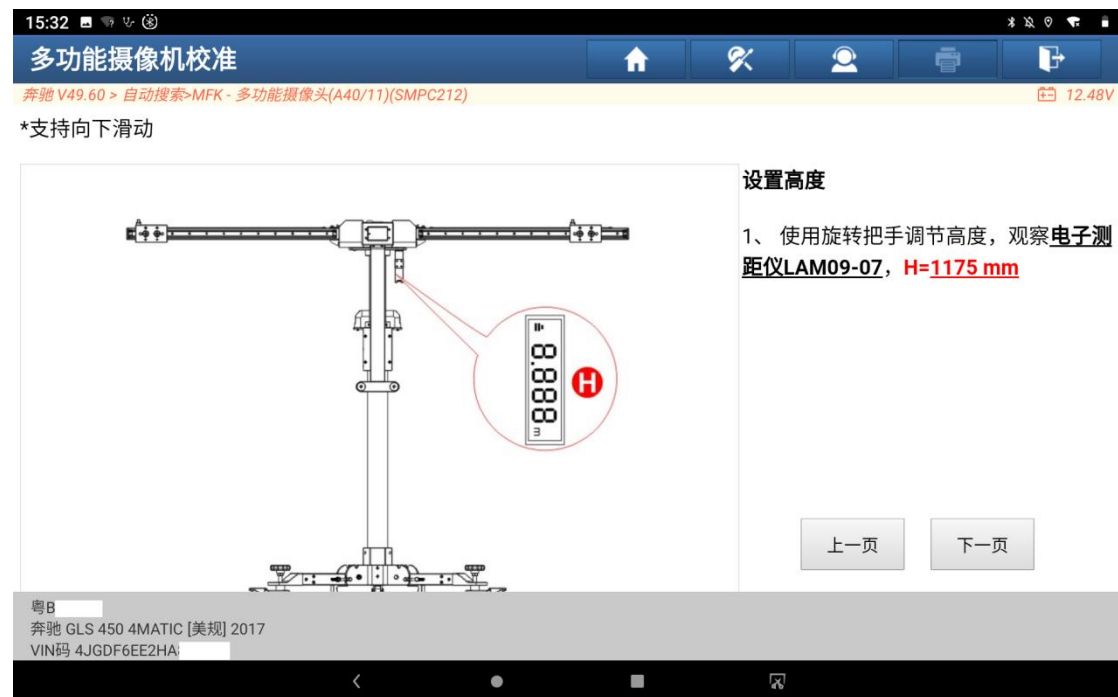 15:32
多功能摄像机校准
奔驰 V49.60 > 自动搜索>MFK - 多功能摄像头(A40/11)(SMPC212)
12.48V
*支持向下滑动
设置高度
1、 使用旋转把手调节高度，观察电子测
距仪LAM09-07，H=1175 mm
8.888
m
H
上一页
下一页
粤B
奔驰 GLS 450 4MATIC [美规] 2017
VIN码 4JGDF6EE2HA